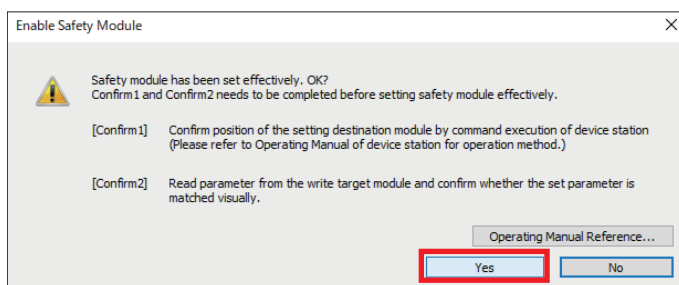 Enable Safety Module
Safety module has been set effectively. OK?
Confirm1 and Confirm2 needs to be completed before setting safety module effectively.
[Confirm1] Confirm position of the setting destination module by command execution of device station
(Please refer to Operating Manual of device station for operation method.)
[Confirm2] Read parameter from the write target module and confirm whether the set parameter is
matched visually.
Operating Manual Reference...
Yes No